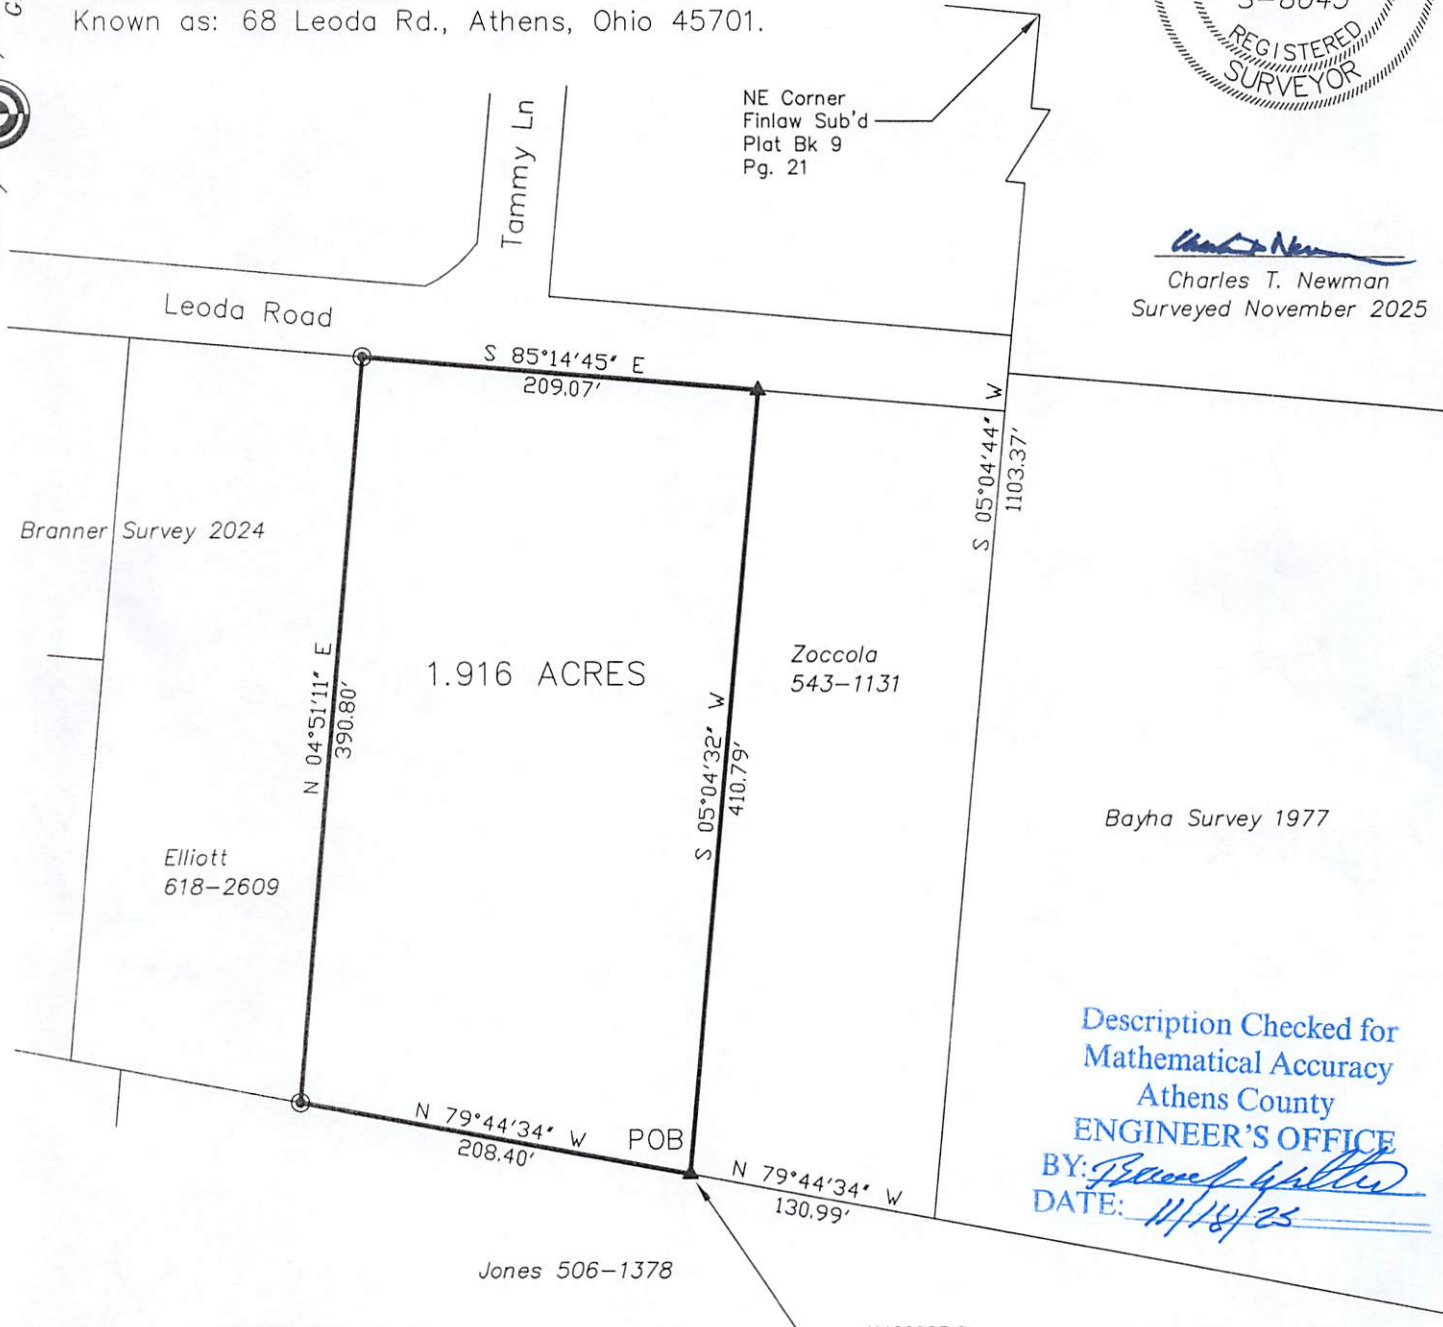 Known as: 68 Leoda Rd., Athens, Ohio 45701.
REGISTERED
SURVEYOR
NE Corner
Finlaw Sub'd
Plat Bk 9
Pg. 21
Tammy Ln
Charles T. Newman
Surveyed November 2025
Leoda Road
S 85°14'45" E
209.07'
S 05°04'44" W
1103.37'
Branner Survey 2024
N 04°51'11" E
390.80'
1.916 ACRES
Zoccola
543-1131
S 05°04'32" W
410.79'
Bayha Survey 1977
Elliott
618-2609
Description Checked for
Mathematical Accuracy
Athens County
ENGINEER'S OFFICE
BY:
DATE: 11/18/25
N 79°44'34" W
208.40'
POB
N 79°44'34" W
130.99'
Jones 506-1378